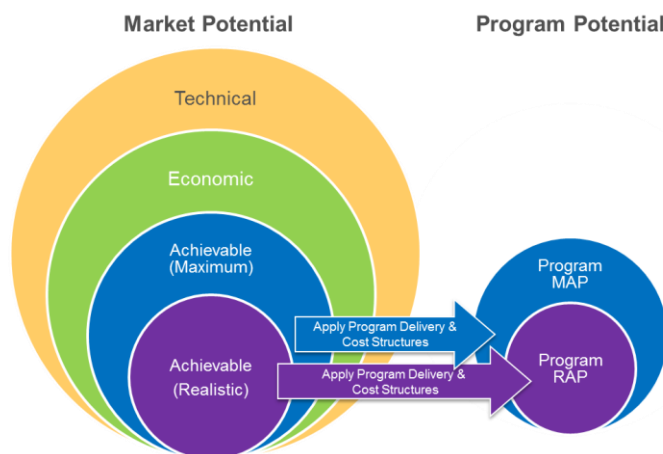 Market Potential
Program Potential
Technical
Economic
Achievable
(Maximum)
Achievable
(Realistic)
Apply Program Delivery &
Cost Structures
Apply Program Delivery &
Cost Structures
Program
MAP
Program
RAP